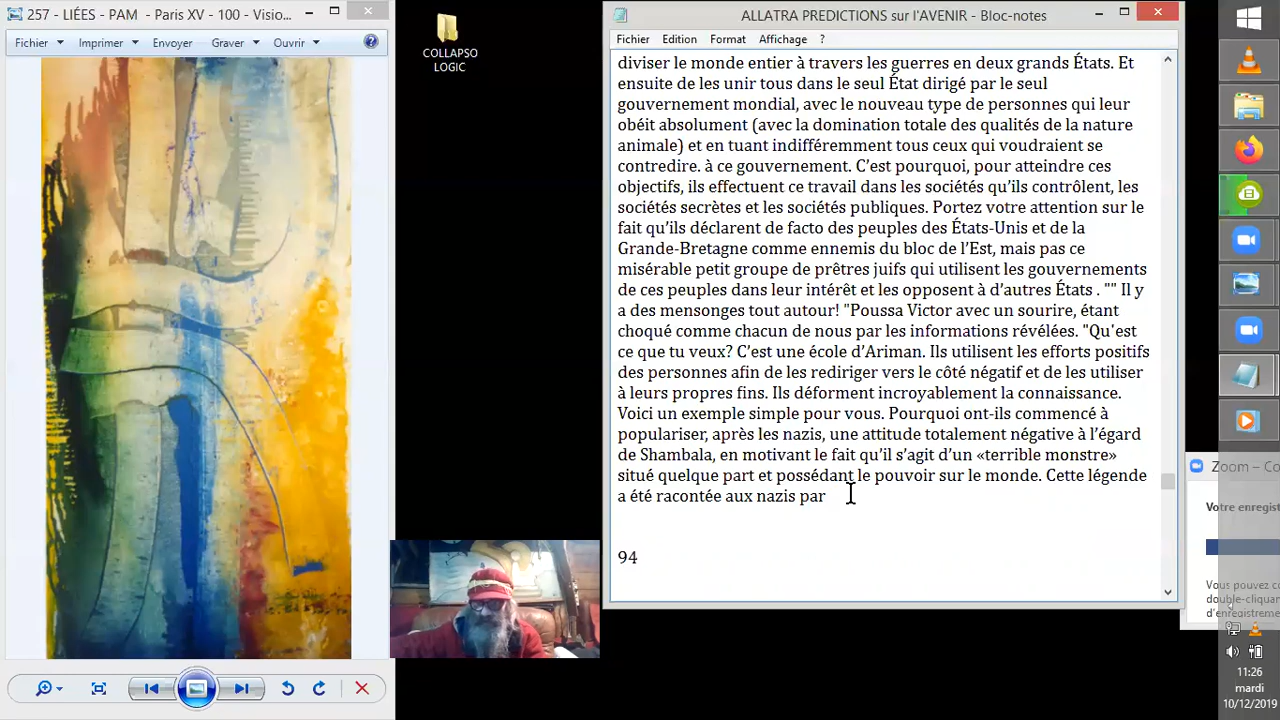 257 - LIÉES - PAM - Paris XV - 100 - Visio...
Fichier Imprimer Envoyer Graver Ouvrir
COLLAPSO
LOGIC
ALLATRA PREDICTIONS sur l'AVENIR - Bloc-notes
Fichier Edition Format Affichage ?
diviser le monde entier à travers les guerres en deux grands États. Et
ensuite de les unir tous dans le seul État dirigé par le seul
gouvernement mondial, avec le nouveau type de personnes qui leur
obéit absolument (avec la domination totale des qualités de la nature
animale) et en tuant indifféremment tous ceux qui voudraient se
contredire. à ce gouvernement. C'est pourquoi, pour atteindre ces
objectifs, ils effectuent ce travail dans les sociétés qu'ils contrôlent, les
sociétés secrètes et les sociétés publiques. Portez votre attention sur le
fait qu'ils déclarent de facto des peuples des États-Unis et de la
Grande-Bretagne comme ennemis du bloc de l'Est, mais pas ce
misérable petit groupe de prêtres juifs qui utilisent les gouvernements
de ces peuples dans leur intérêt et les opposent à d'autres États . "" Il y
a des mensonges tout autour! "Poussa Victor avec un sourire, étant
choqué comme chacun de nous par les informations révélées. "Qu'est
ce que tu veux? C'est une école d'Ariman. Ils utilisent les efforts positifs
des personnes afin de les rediriger vers le côté négatif et de les utiliser
à leurs propres fins. Ils déforment incroyablement la connaissance.
Voici un exemple simple pour vous. Pourquoi ont-ils commencé à
populariser, après les nazis, une attitude totalement négative à l'égard
de Shambala, en motivant le fait qu'il s'agit d'un «terrible monstre»
situé quelque part et possédant le pouvoir sur le monde. Cette légende
a été racontée aux nazis par
94
Zoom – Co
Votre enregist
Vous pouvez c
double-cliquan
d'enregistreme
11:26
mardi
10/12/2019